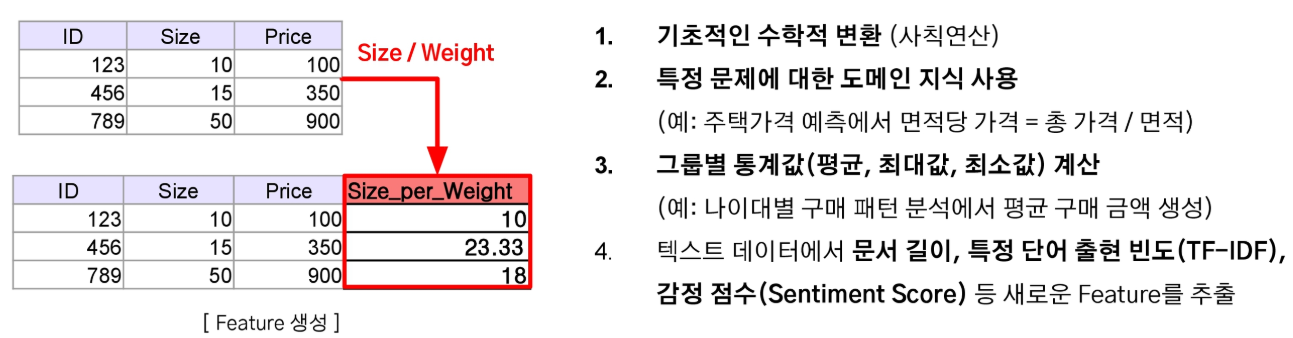 ID Size Price
123 10 100
456 15 350
789 50 900
Size / Weight
ID Size Price Size_per_Weight
123 10 100 10
456 15 350 23.33
789 50 900 18
[ Feature 생성 ]
1. 기초적인 수학적 변환 (사칙연산)
2. 특정 문제에 대한 도메인 지식 사용
(예: 주택가격 예측에서 면적당 가격 = 총 가격 / 면적)
3. 그룹별 통계값(평균, 최대값, 최소값) 계산
(예: 나이대별 구매 패턴 분석에서 평균 구매 금액 생성)
4. 텍스트 데이터에서 문서 길이, 특정 단어 출현 빈도(TF-IDF),
감정 점수(Sentiment Score) 등 새로운 Feature를 추출